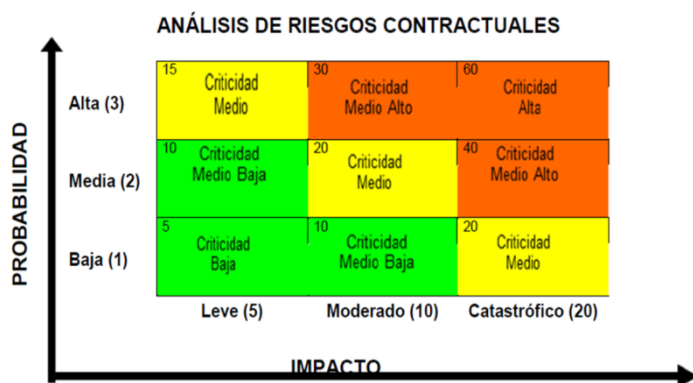 ANÁLISIS DE RIESGOS CONTRACTUALES
PROBABILIDAD
Alta (3)
15
Criticidad
Medio
30
Criticidad
Medio Alto
60
Criticidad
Alta
Media (2)
10
Criticidad
Medio Baja
20
Criticidad
Medio
40
Criticidad
Medio Alto
Baja (1)
5
Criticidad
Baja
10
Criticidad
Medio Baja
20
Criticidad
Medio
Leve (5)
Moderado (10)
Catastrófico (20)
IMPACTO